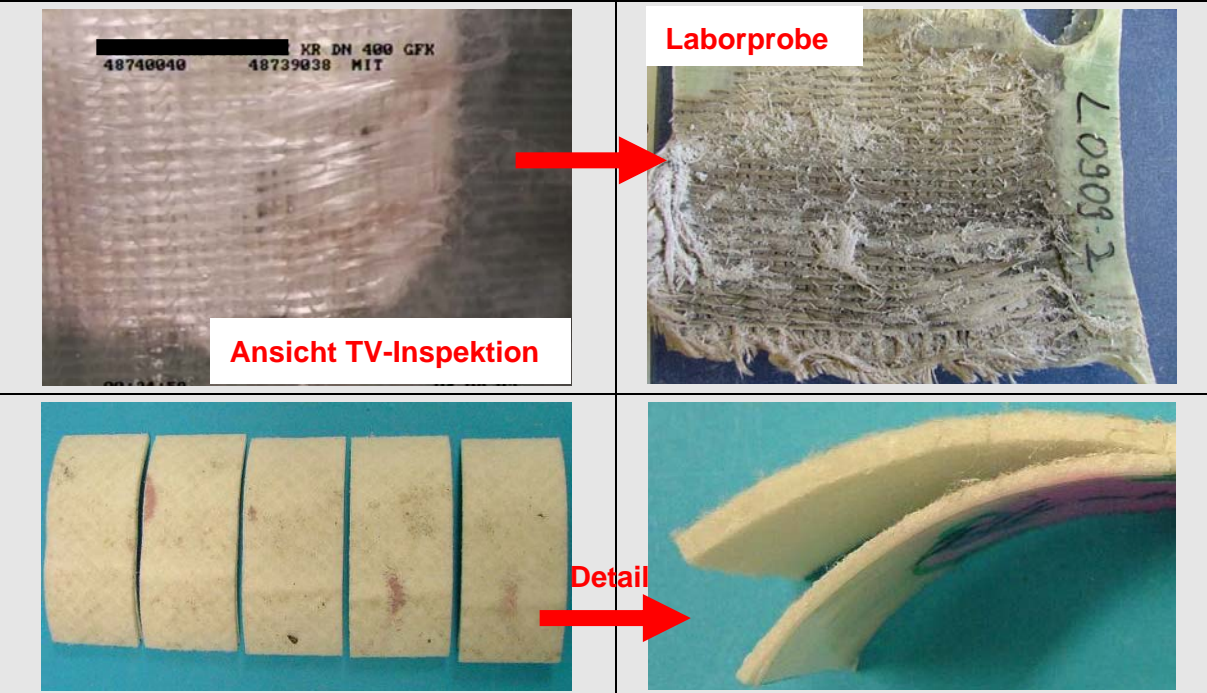 KR DN 400 GFK
48740040 48739038 MIT
Ansicht TV-Inspektion
Laborprobe
L0909-2
Detail